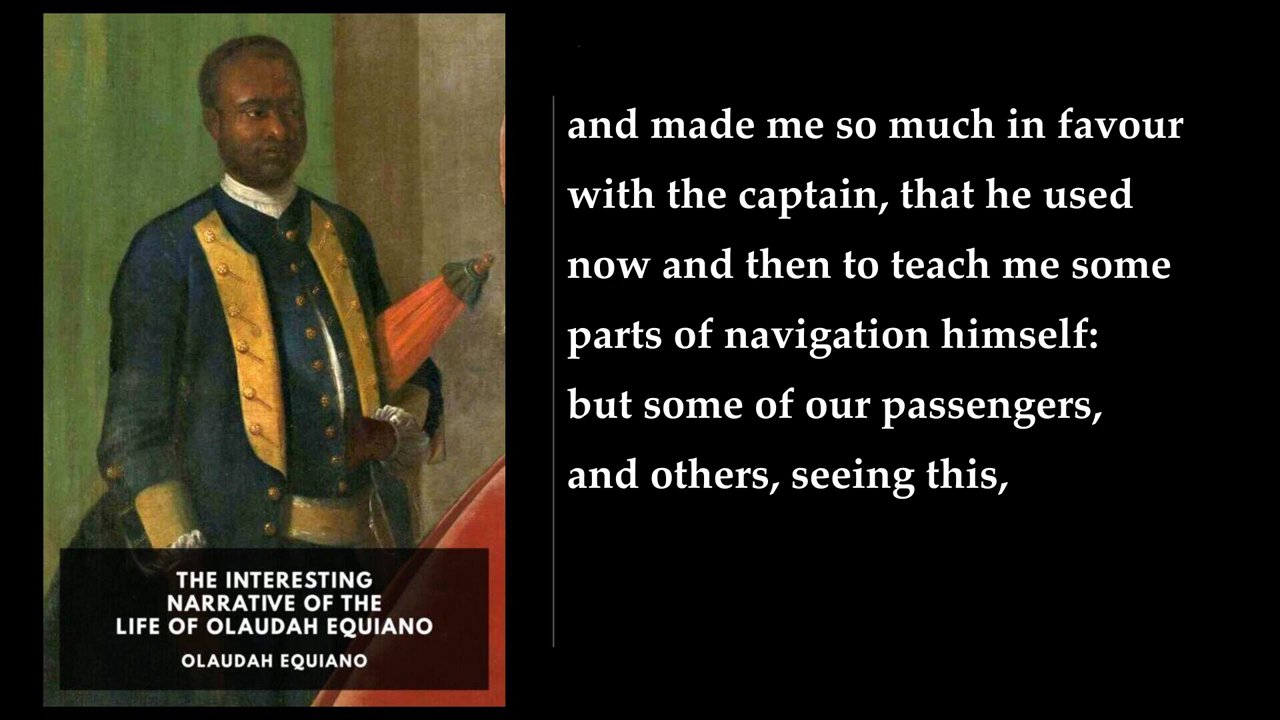 and made me so much in favour
with the captain, that he used
now and then to teach me some
parts of navigation himself:
but some of our passengers,
and others, seeing this,
THE INTERESTING
NARRATIVE OF THE
LIFE OF OLAUDAH EQUIANO
OLAUDAH EQUIANO